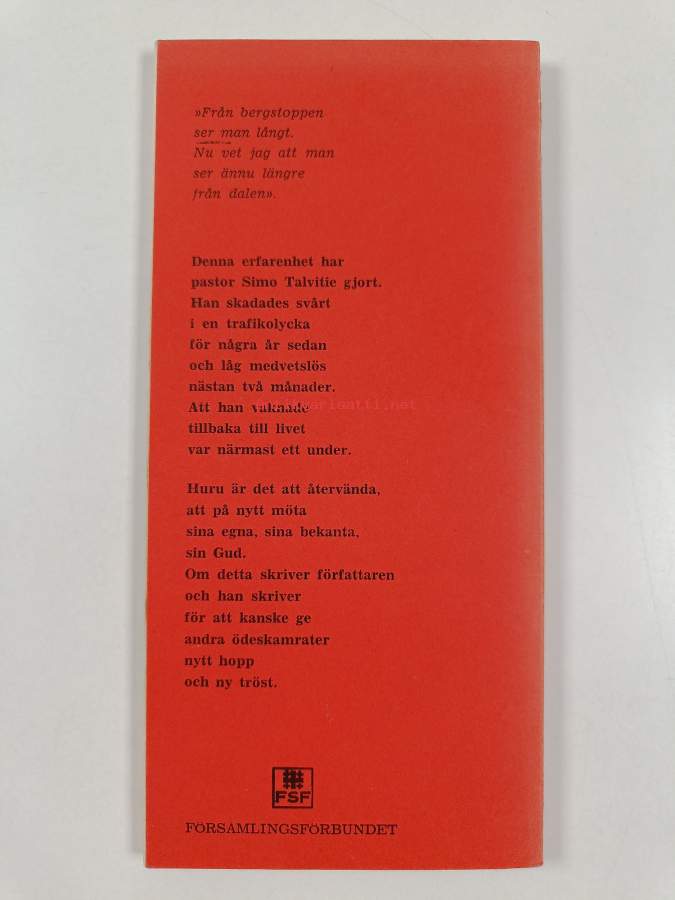 »Från bergstoppen
ser man långt.
Nu vet jag att man
ser ännu längre
från dalen».
Denna erfarenhet har
pastor Simo Talvitie gjort.
Han skadades svårt
i en trafikolycka
för några år sedan
och låg medvetslös
nästan två månader.
Att han vaknade
tillbaka till livet
var närmast ett under.
Huru är det att återvända,
att på nytt möta
sina egna, sina bekanta,
sin Gud.
Om detta skriver författaren
och han skriver
för att kanske ge
andra ödeskamrater
nytt hopp
och ny tröst.
FSF
FÖRSAMLINGSFÖRBUNDET